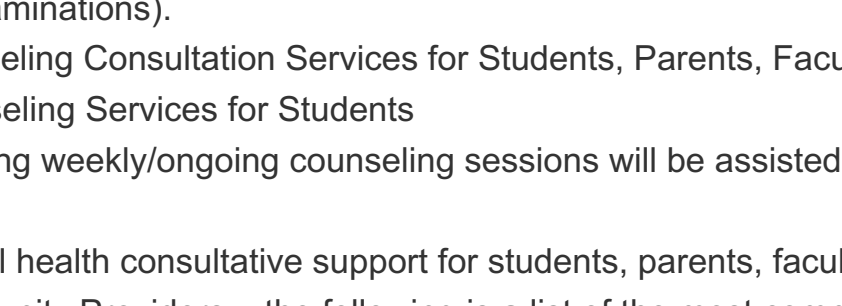 aminations).
eling Consultation Services for Students, Parents, Facu
seling Services for Students
ng weekly/ongoing counseling sessions will be assisted
l health consultative support for students, parents, facul